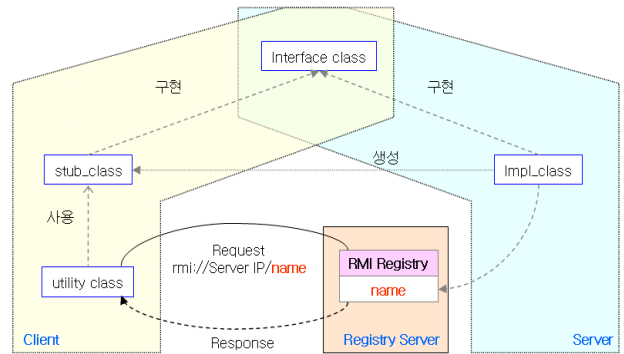 Interface class
구현
구현
stub_class
생성
Impl_class
사용
Request
rmi://Server IP/name
RMI Registry
name
utility class
Response
Client
Registry Server
Server